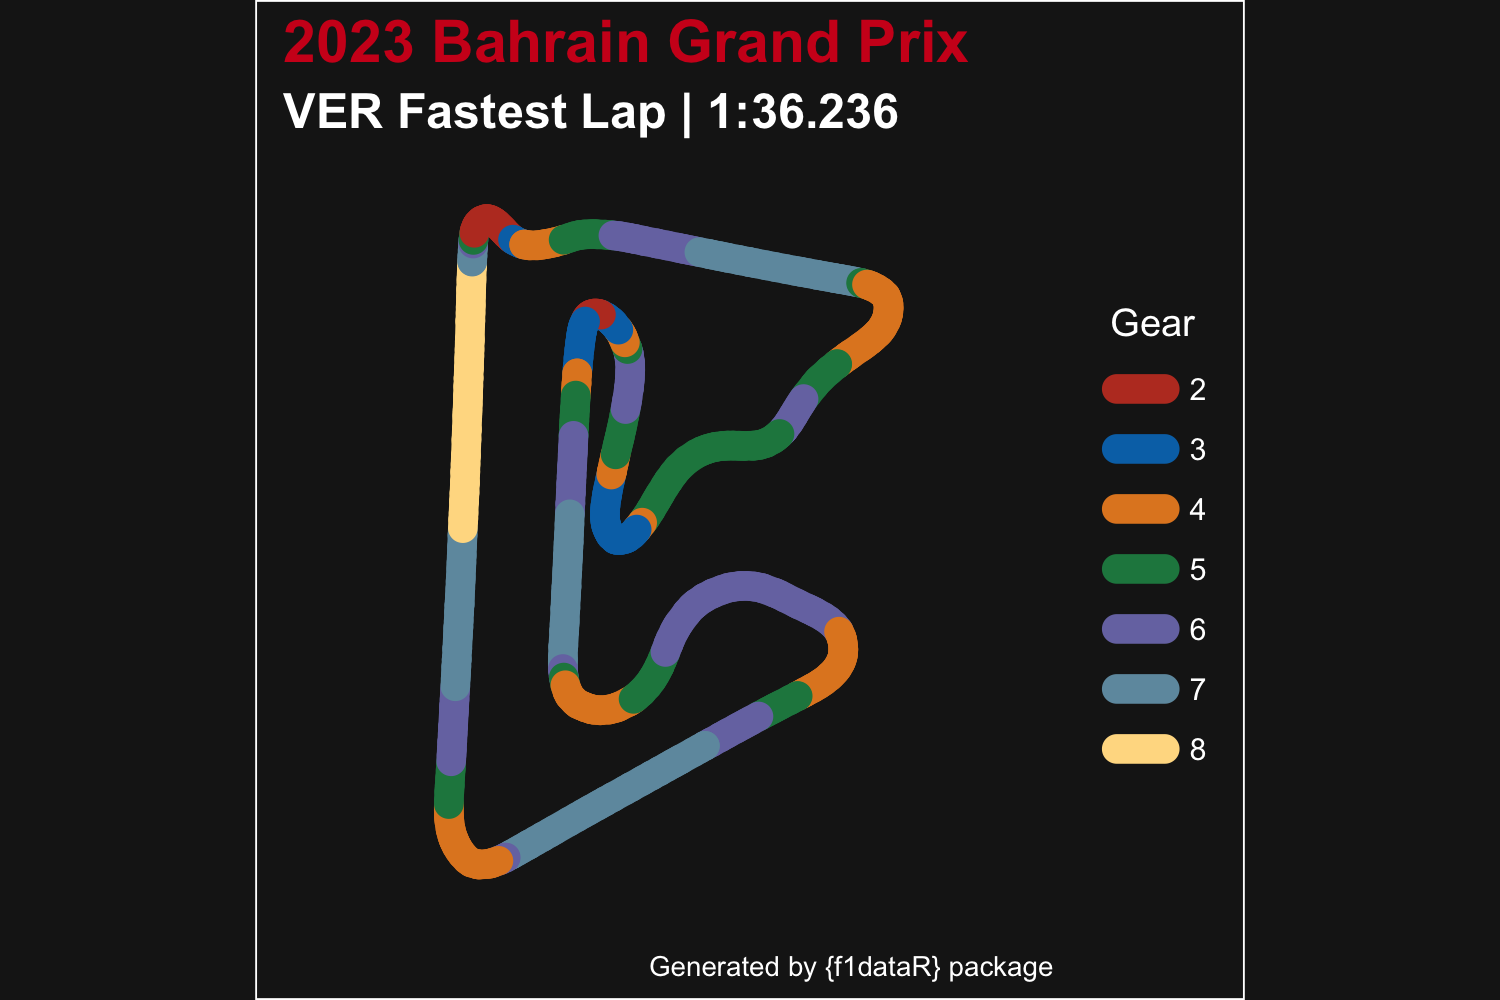 2023 Bahrain Grand Prix
VER Fastest Lap | 1:36.236
Gear
2
3
4
5
6
7
8
Generated by {f1dataR} package